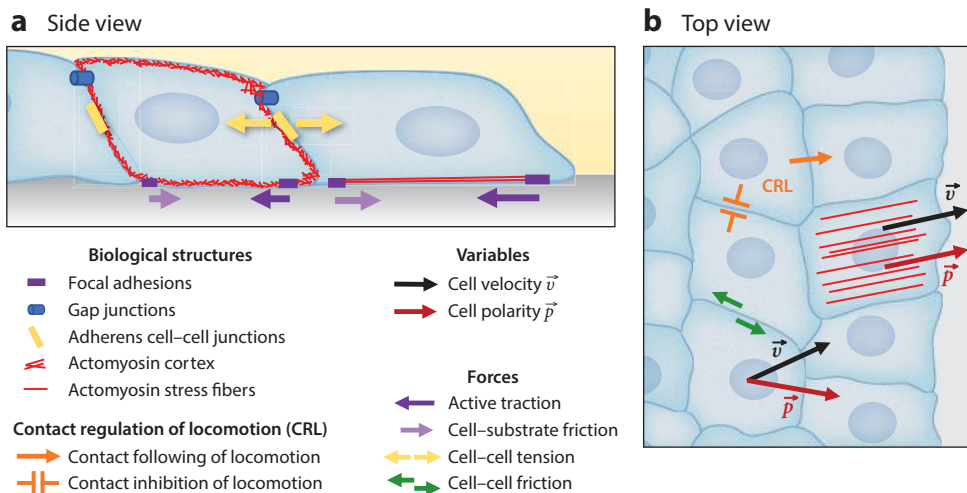 a Side view
Biological structures
Focal adhesions
Gap junctions
Adherens cell–cell junctions
Actomyosin cortex
Actomyosin stress fibers
Contact regulation of locomotion (CRL)
Contact following of locomotion
Contact inhibition of locomotion
Variables
Cell velocity v⃗
Cell polarity p⃗
Forces
Active traction
Cell–substrate friction
Cell–cell tension
Cell–cell friction
b Top view
CRL
v⃗
p⃗
v⃗
p⃗